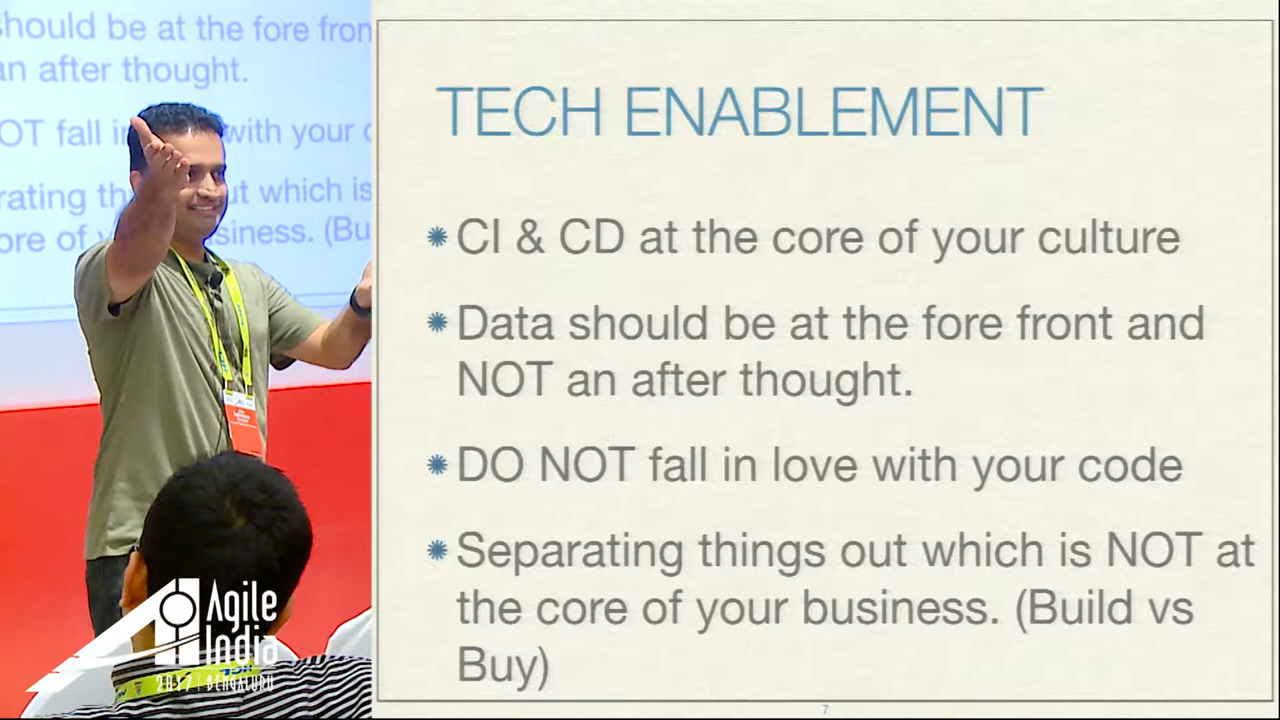 hould be at the fore fron
an after thought.
OT fall in
with your
rating th
ut which is
ore of y
siness. (Bu
Agile
India
2017 | BENGALURU
TECH ENABLEMENT
CI & CD at the core of your culture
Data should be at the fore front and
NOT an after thought.
DO NOT fall in love with your code
Separating things out which is NOT at
the core of your business. (Build vs
Buy)
7